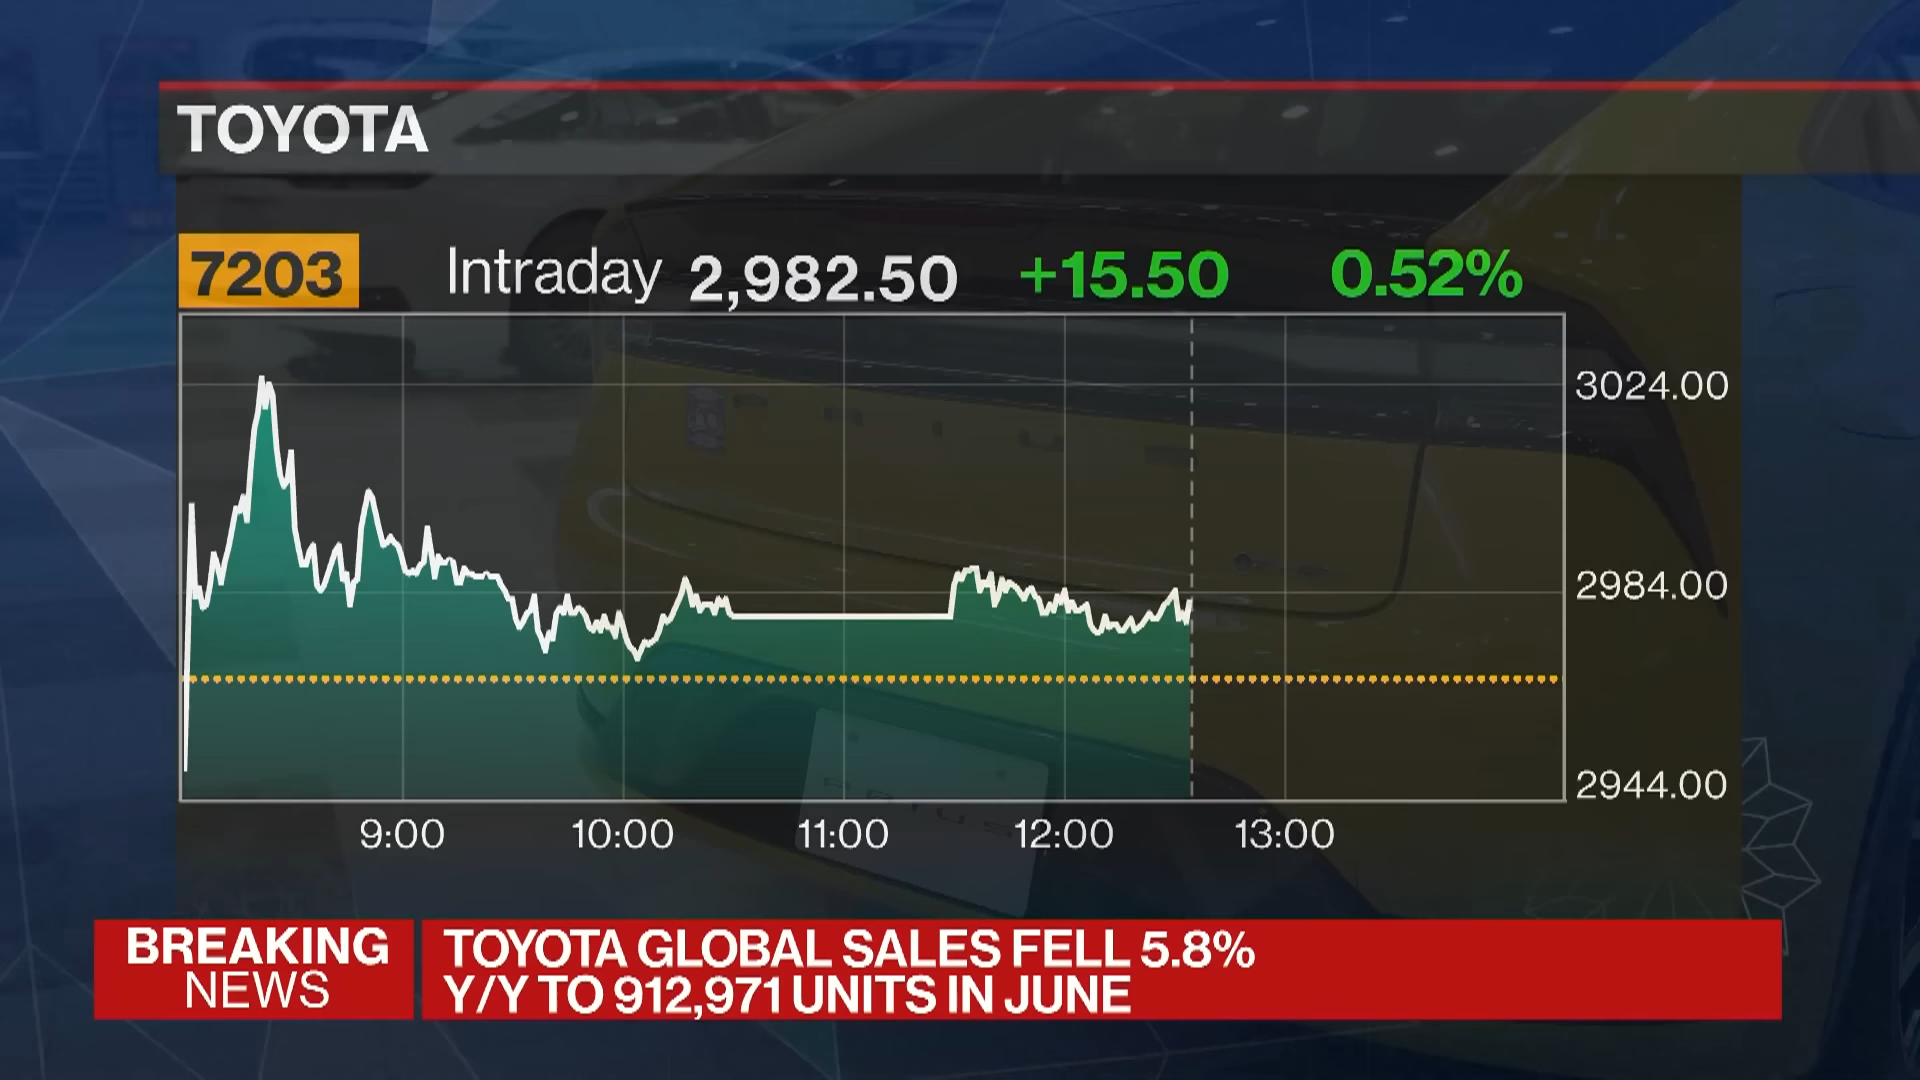 TOYOTA
7203 Intraday 2,982.50 +15.50 0.52%
3024.00
2984.00
2944.00
9:00 10:00 11:00 12:00 13:00
BREAKING
NEWS
TOYOTA GLOBAL SALES FELL 5.8%
Y/Y TO 912,971 UNITS IN JUNE
PRIUS